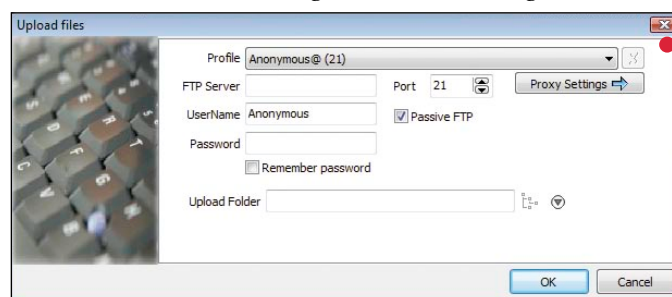 Upload files
Profile Anonymous@ (21)
FTP Server Port 21 Proxy Settings
UserName Anonymous Passive FTP
Password
Remember password
Upload Folder
OK Cancel